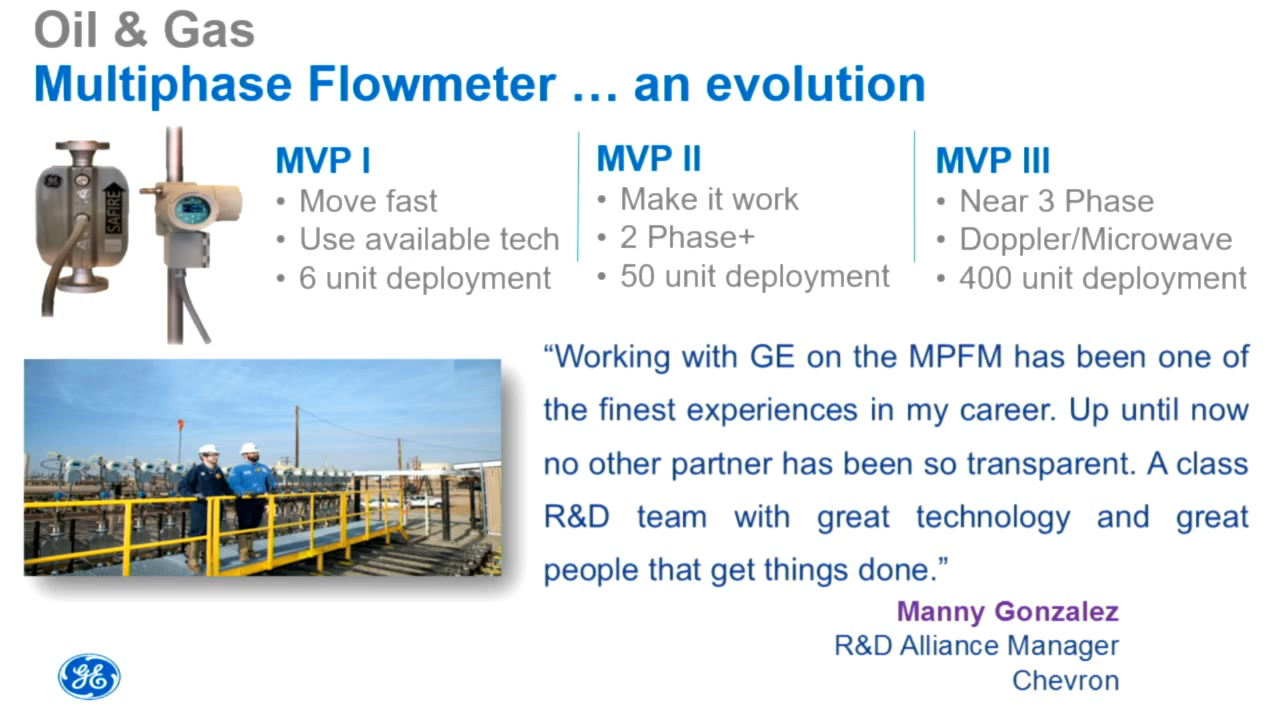 Oil & Gas
Multiphase Flowmeter … an evolution
MVP I
• Move fast
• Use available tech
• 6 unit deployment
MVP II
• Make it work
• 2 Phase+
• 50 unit deployment
MVP III
• Near 3 Phase
• Doppler/Microwave
• 400 unit deployment
SAFIRE
“Working with GE on the MPFM has been one of
the finest experiences in my career. Up until now
no other partner has been so transparent. A class
R&D team with great technology and great
people that get things done.”
Manny Gonzalez
R&D Alliance Manager
Chevron
GE